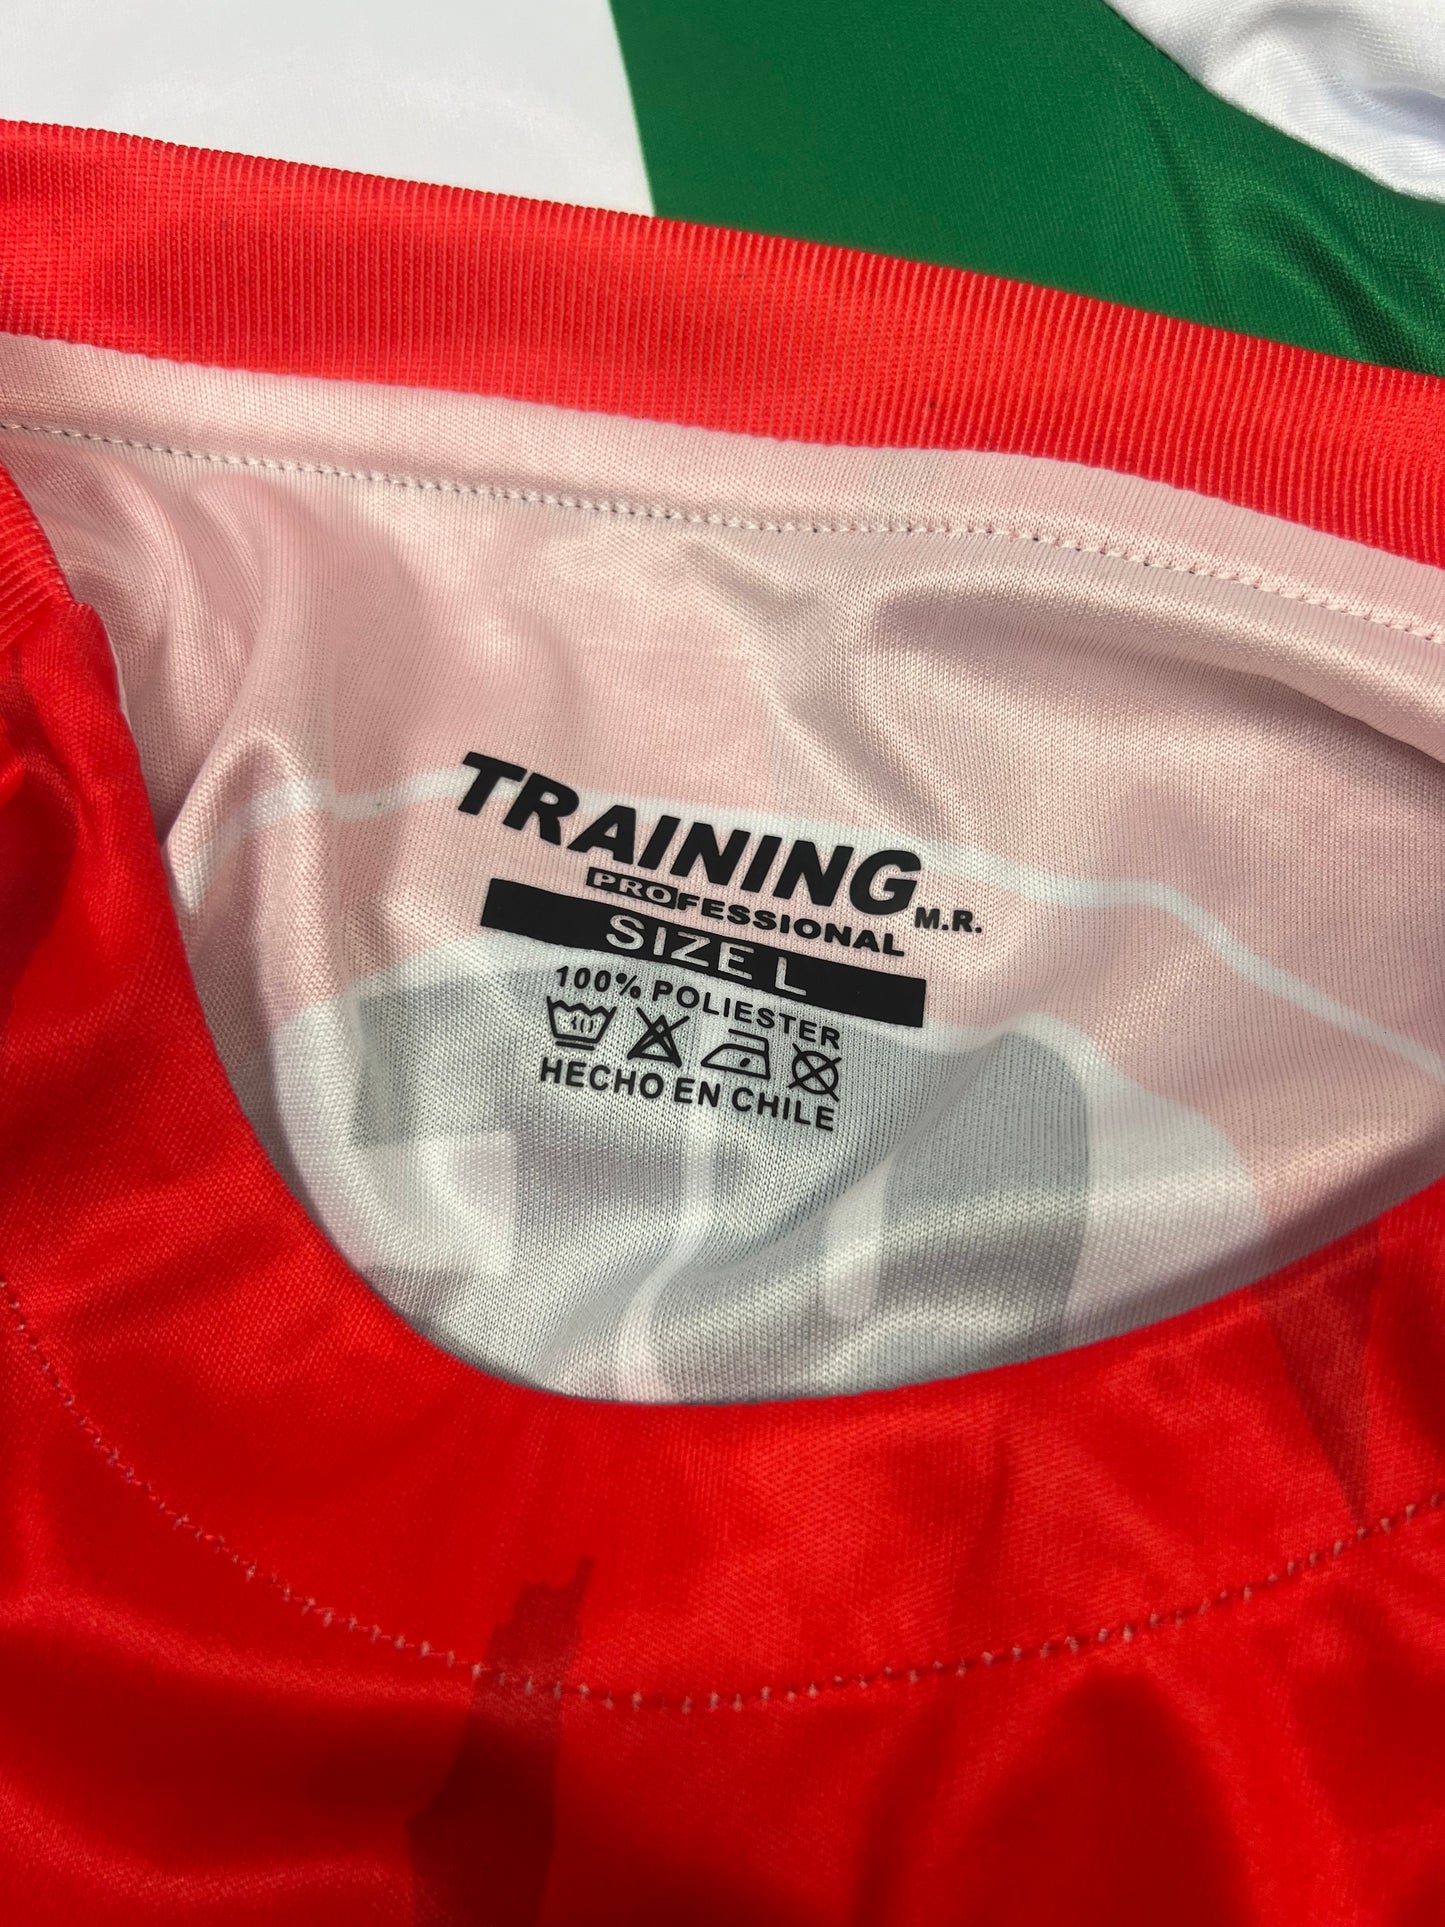 TRAINING M.R.
PROFESSIONAL
SIZE L
100% POLIESTER
HECHO EN CHILE